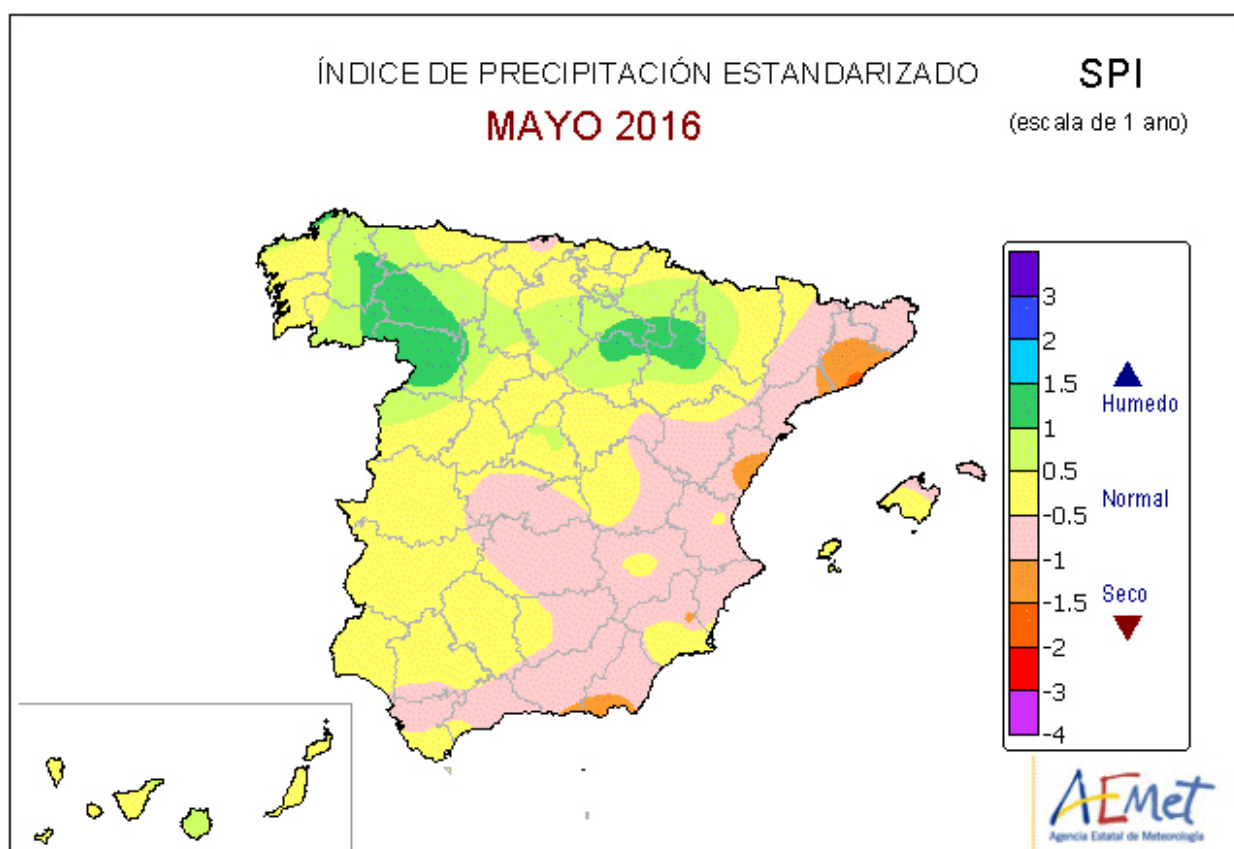 ÍNDICE DE PRECIPITACIÓN ESTANDARIZADO
MAYO 2016
SPI
(escala de 1 ano)
3
2
1.5
1
0.5
-0.5
-1
-1.5
-2
-3
-4
Humedo
Normal
Seco
AEMet
Agencia Estatal de Meteorología